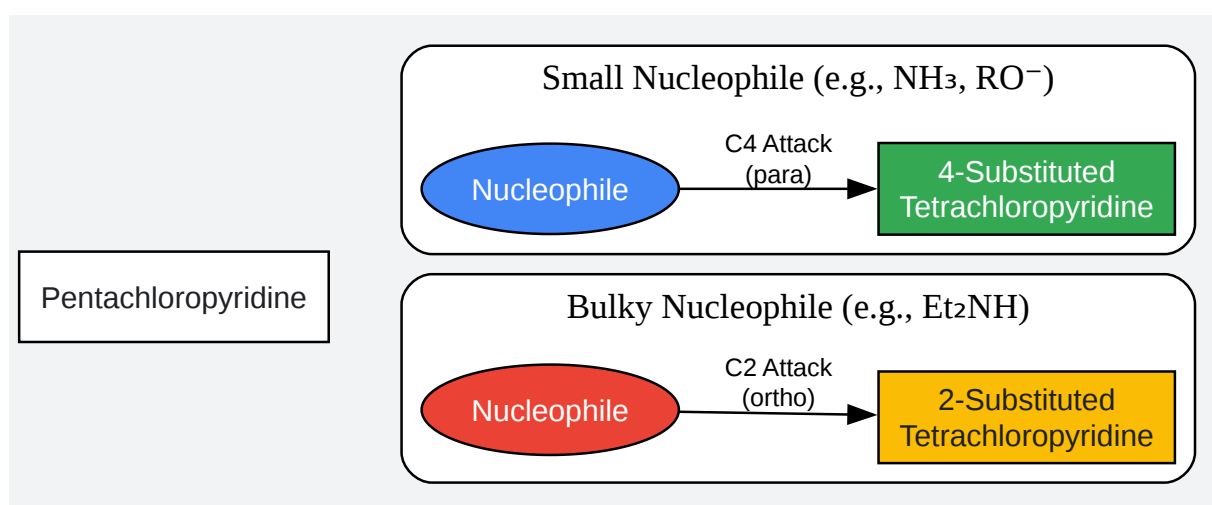 Pentachloropyridine
Small Nucleophile (e.g., NH₃, RO⁻)
Nucleophile
C4 Attack
(para)
4-Substituted
Tetrachloropyridine
Bulky Nucleophile (e.g., Et₂NH)
Nucleophile
C2 Attack
(ortho)
2-Substituted
Tetrachloropyridine